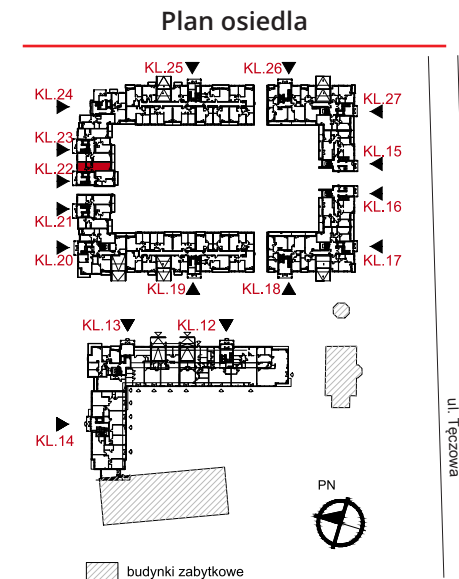 Plan osiedla
KL.25
KL.26
KL.24
KL.27
KL.23
KL.15
KL.22
KL.16
KL.21
KL.20
KL.17
KL.19
KL.18
KL.13
KL.12
KL.14
ul. Tęczowa
PN
budynki zabytkowe